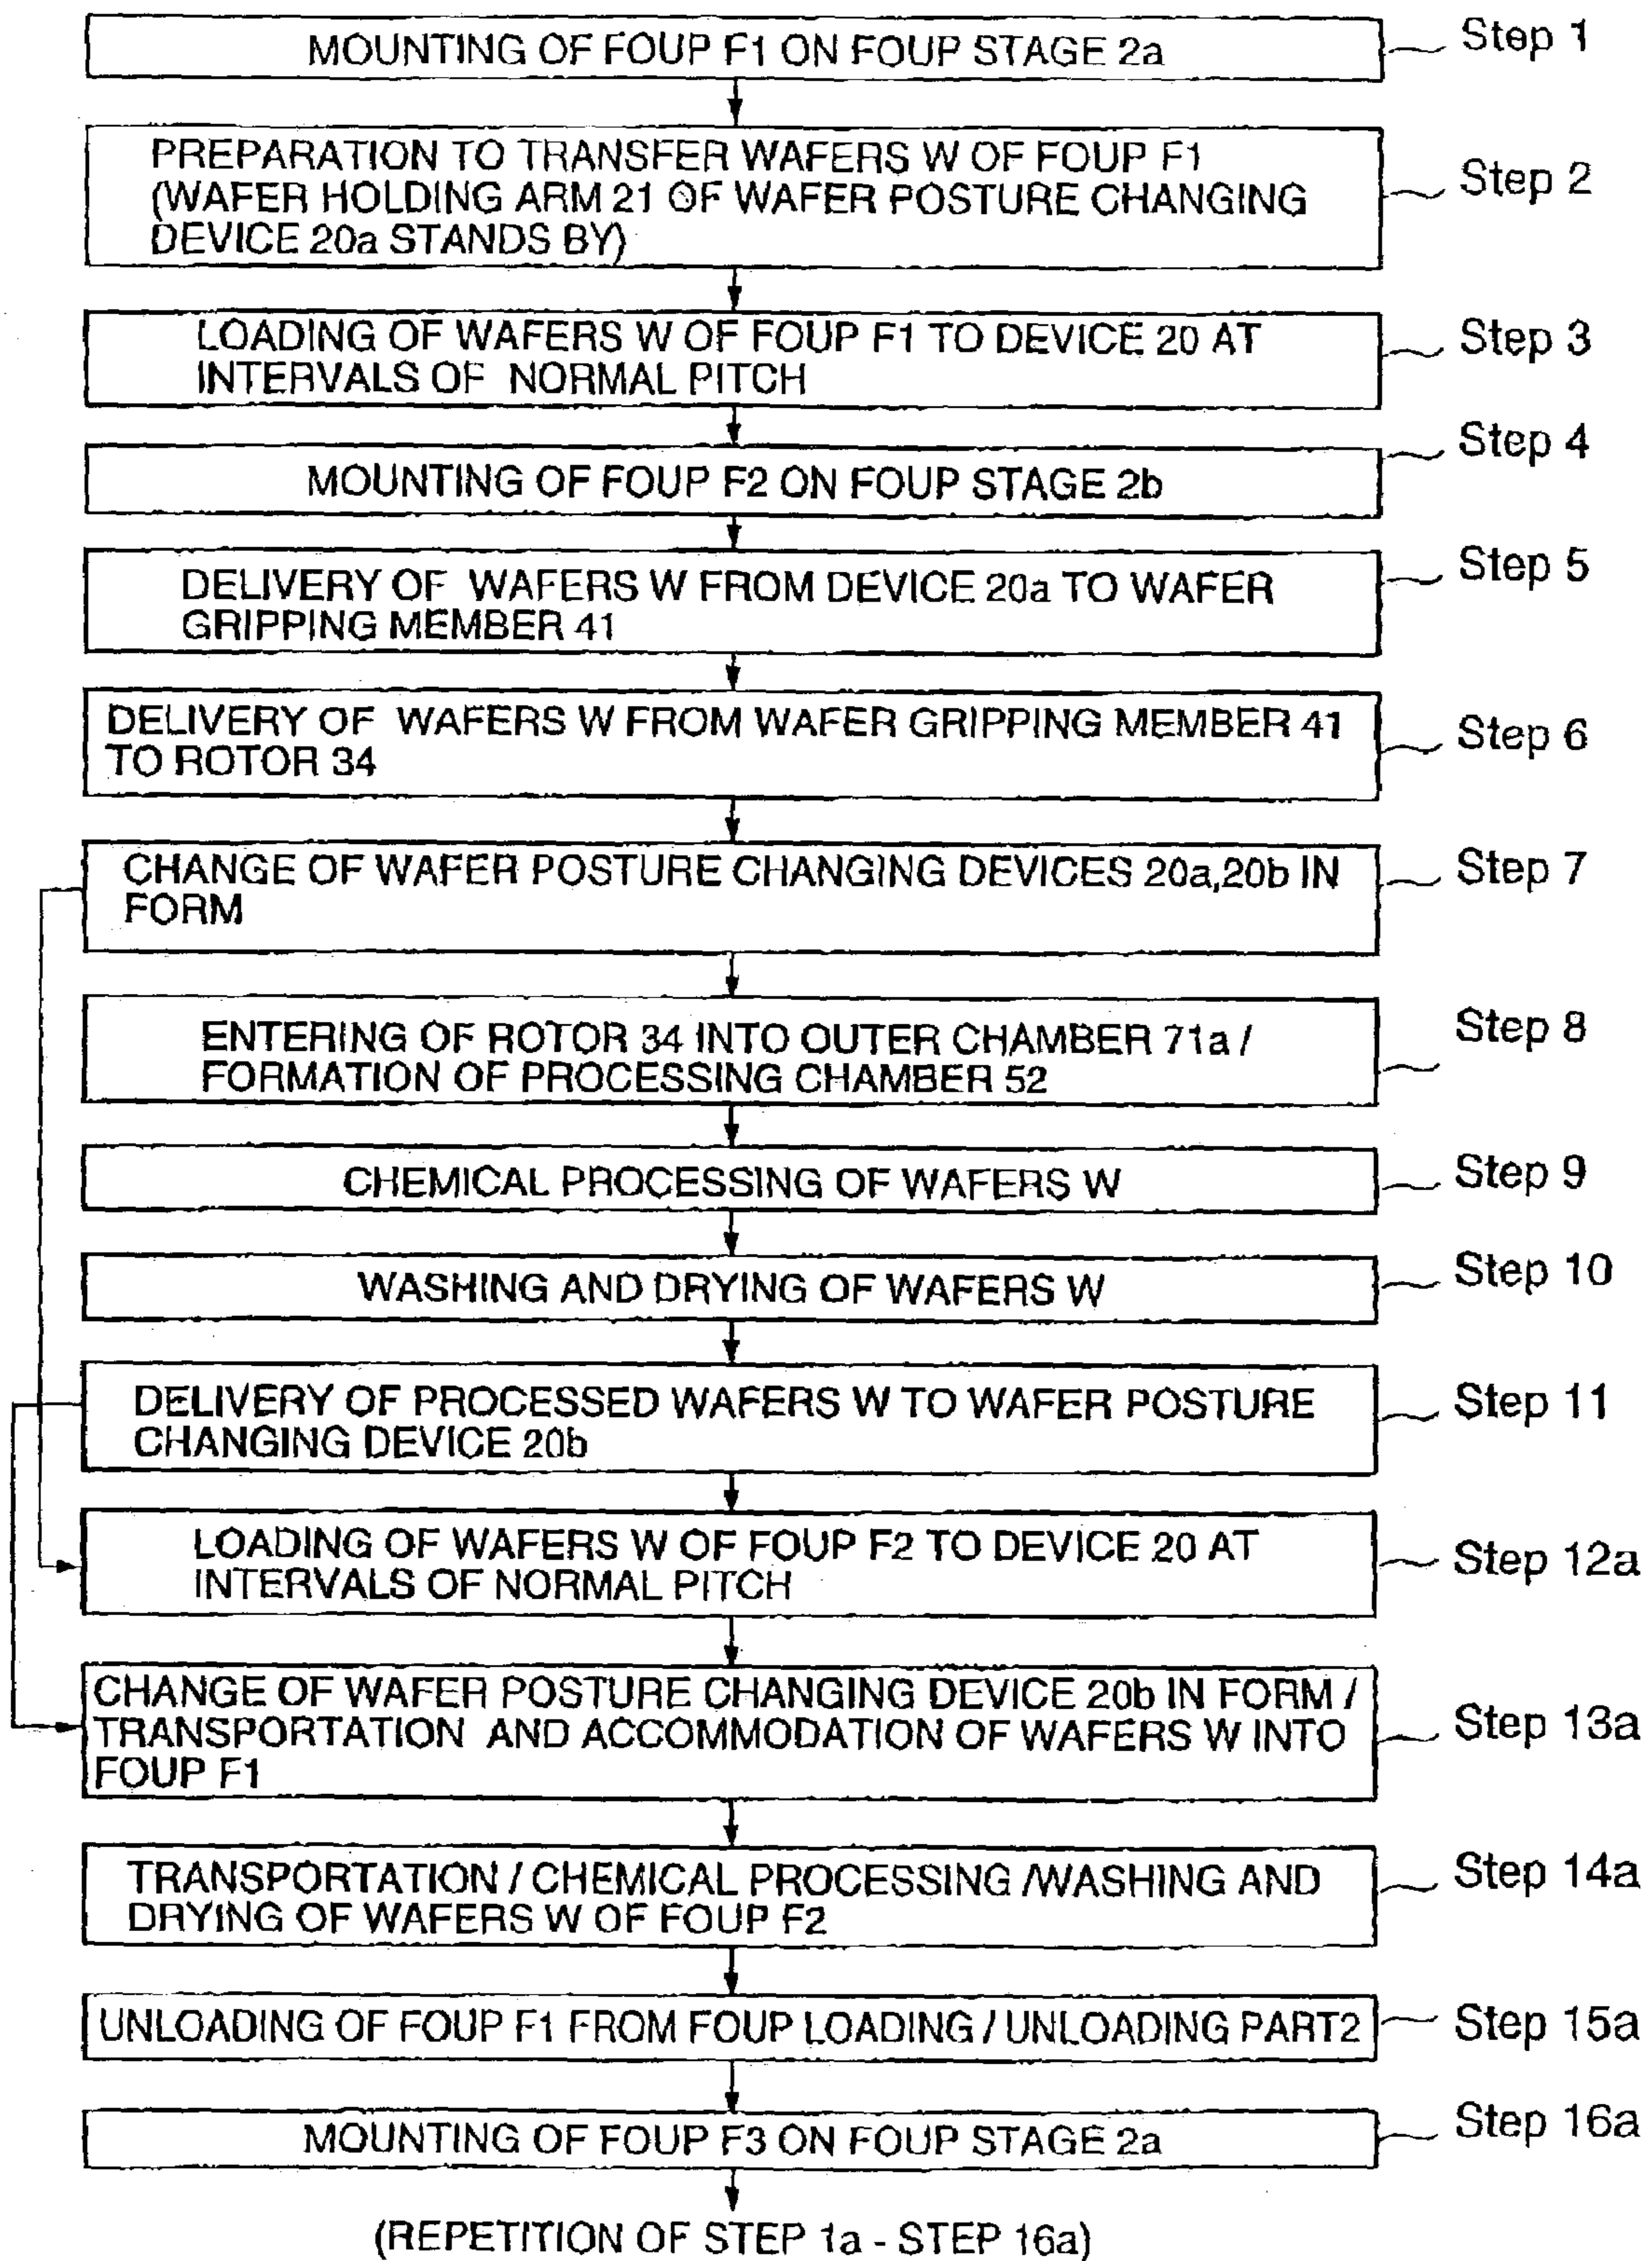 MOUNTING OF FOUP F1 ON FOUP STAGE 2a
Step 1
PREPARATION TO TRANSFER WAFERS W OF FOUP F1
(WAFER HOLDING ARM 21 OF WAFER POSTURE CHANGING
DEVICE 20a STANDS BY)
Step 2
LOADING OF WAFERS W OF FOUP F1 TO DEVICE 20 AT
INTERVALS OF NORMAL PITCH
Step 3
MOUNTING OF FOUP F2 ON FOUP STAGE 2b
Step 4
DELIVERY OF WAFERS W FROM DEVICE 20a TO WAFER
GRIPPING MEMBER 41
Step 5
DELIVERY OF WAFERS W FROM WAFER GRIPPING MEMBER 41
TO ROTOR 34
Step 6
CHANGE OF WAFER POSTURE CHANGING DEVICES 20a,20b IN
FORM
Step 7
ENTERING OF ROTOR 34 INTO OUTER CHAMBER 71a /
FORMATION OF PROCESSING CHAMBER 52
Step 8
CHEMICAL PROCESSING OF WAFERS W
Step 9
WASHING AND DRYING OF WAFERS W
Step 10
DELIVERY OF PROCESSED WAFERS W TO WAFER POSTURE
CHANGING DEVICE 20b
Step 11
LOADING OF WAFERS W OF FOUP F2 TO DEVICE 20 AT
INTERVALS OF NORMAL PITCH
Step 12a
CHANGE OF WAFER POSTURE CHANGING DEVICE 20b IN FORM /
TRANSPORTATION AND ACCOMMODATION OF WAFERS W INTO
FOUP F1
Step 13a
TRANSPORTATION / CHEMICAL PROCESSING /WASHING AND
DRYING OF WAFERS W OF FOUP F2
Step 14a
UNLOADING OF FOUP F1 FROM FOUP LOADING / UNLOADING PART2
Step 15a
MOUNTING OF FOUP F3 ON FOUP STAGE 2a
Step 16a
(REPETITION OF STEP 1a - STEP 16a)